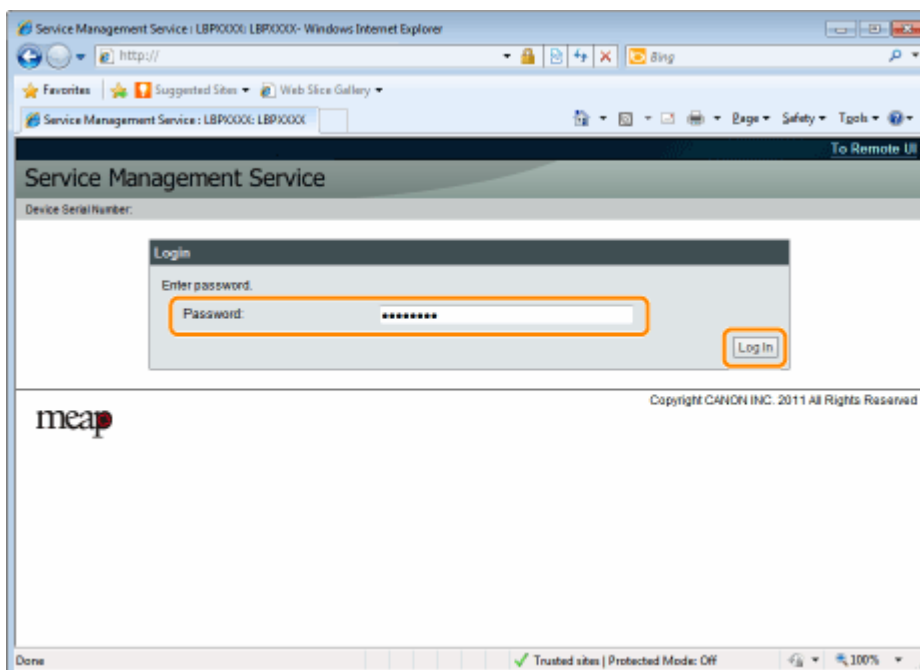 Service Management Service : LBPXXXX: LBPXXXX- Windows Internet Explorer
http://
Bing
Favorites Suggested Sites Web Slice Gallery
Service Management Service : LBPXXXX: LBPXXXX Page Safety Tools
To Remote UI
Service Management Service
Device Serial Number:
Login
Enter password.
Password: ••••••••
Log In
Copyright CANON INC. 2011 All Rights Reserved
meap
Done Trusted sites | Protected Mode: Off 100%